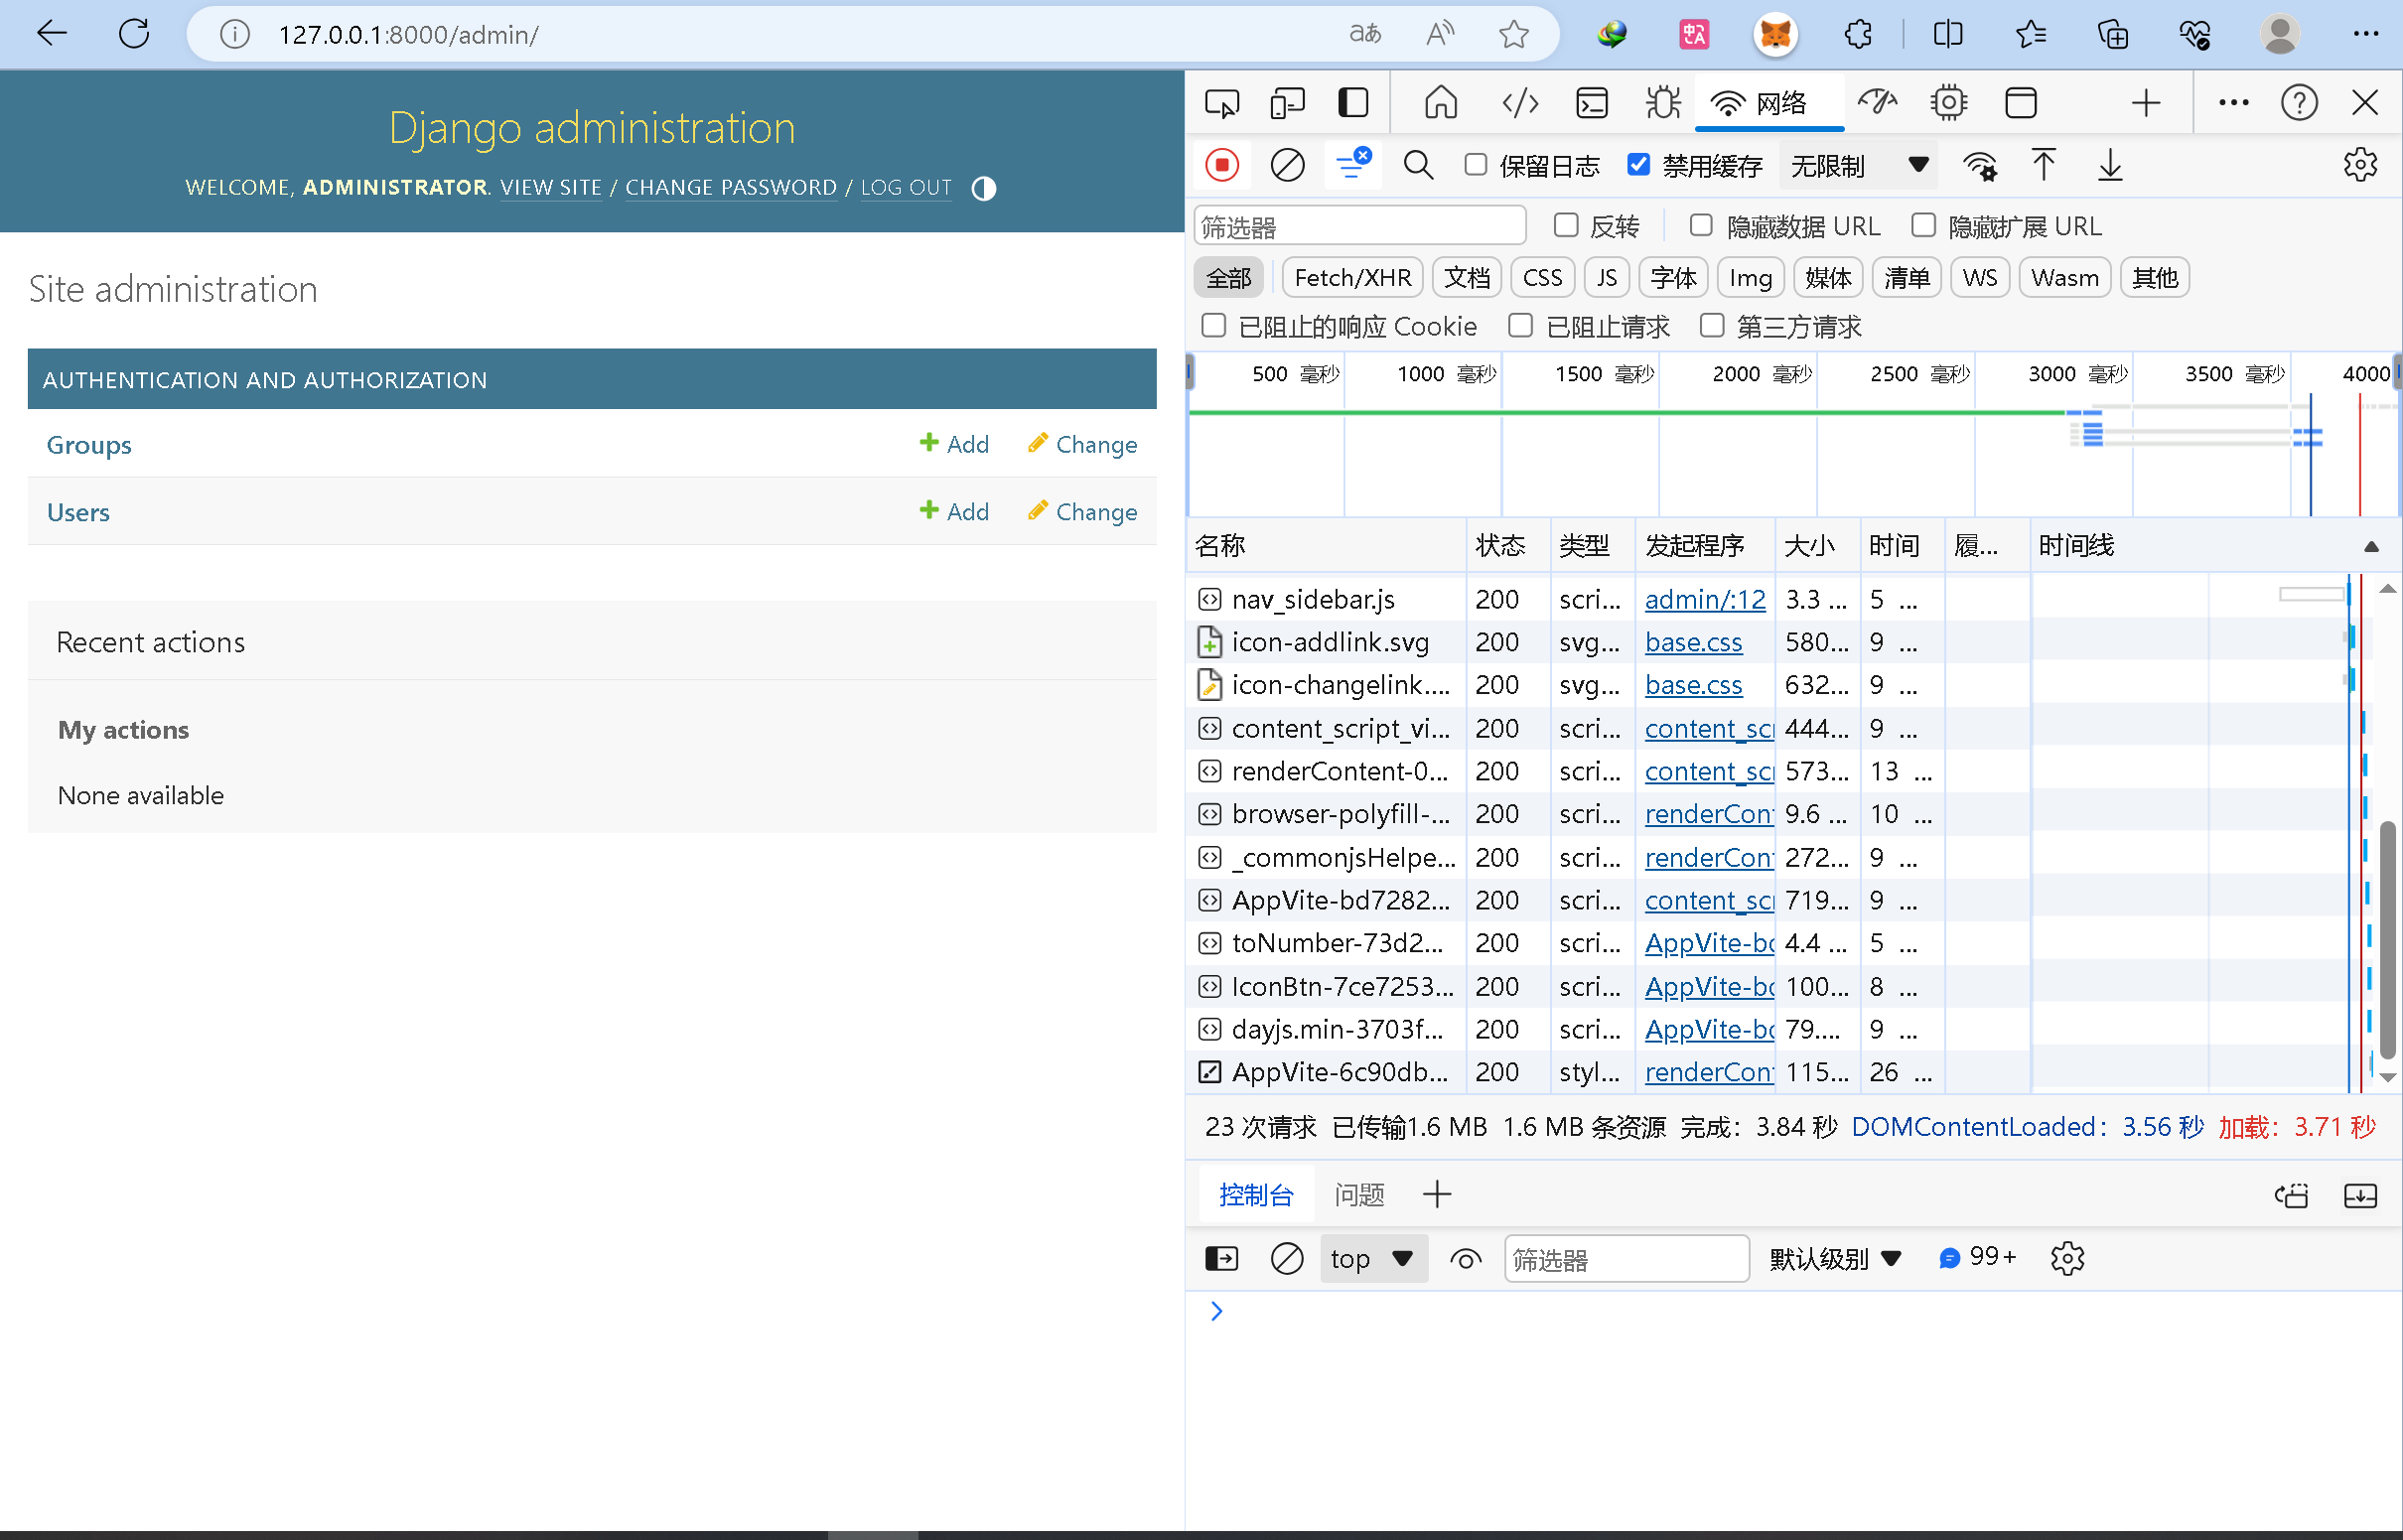 127.0.0.1:8000/admin/
Django administration
WELCOME, ADMINISTRATOR. VIEW SITE / CHANGE PASSWORD / LOG OUT
Site administration
AUTHENTICATION AND AUTHORIZATION
Groups Add Change
Users Add Change
Recent actions
My actions
None available
网络
保留日志 禁用缓存 无限制
筛选器 反转 隐藏数据 URL 隐藏扩展 URL
全部 Fetch/XHR 文档 CSS JS 字体 Img 媒体 清单 WS Wasm 其他
已阻止的响应 Cookie 已阻止请求 第三方请求
500 毫秒 1000 毫秒 1500 毫秒 2000 毫秒 2500 毫秒 3000 毫秒 3500 毫秒 4000
名称 状态 类型 发起程序 大小 时间 履... 时间线
nav_sidebar.js 200 scri... admin/:12 3.3 ... 5 ...
icon-addlink.svg 200 svg... base.css 580... 9 ...
icon-changelink.... 200 svg... base.css 632... 9 ...
content_script_vi... 200 scri... content_scr 444... 9 ...
renderContent-0... 200 scri... content_scr 573... 13 ...
browser-polyfill-... 200 scri... renderCont 9.6 ... 10 ...
_commonjsHelpe... 200 scri... renderCont 272... 9 ...
AppVite-bd7282... 200 scri... content_scr 719... 9 ...
toNumber-73d2... 200 scri... AppVite-bd 4.4 ... 5 ...
IconBtn-7ce7253... 200 scri... AppVite-bd 100... 8 ...
dayjs.min-3703f... 200 scri... AppVite-bd 79.... 9 ...
AppVite-6c90db... 200 styl... renderCont 115... 26 ...
23 次请求 已传输1.6 MB 1.6 MB 条资源 完成：3.84 秒 DOMContentLoaded：3.56 秒 加载：3.71 秒
控制台 问题
top 筛选器 默认级别 99+